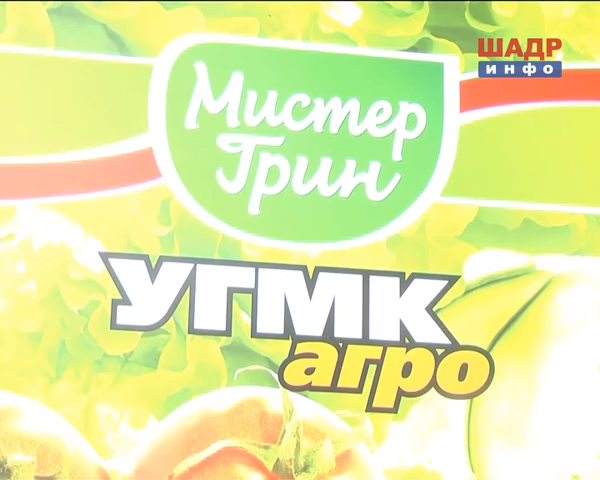 ШАДР
инфо
Мистер
Грин
УГМК
агро